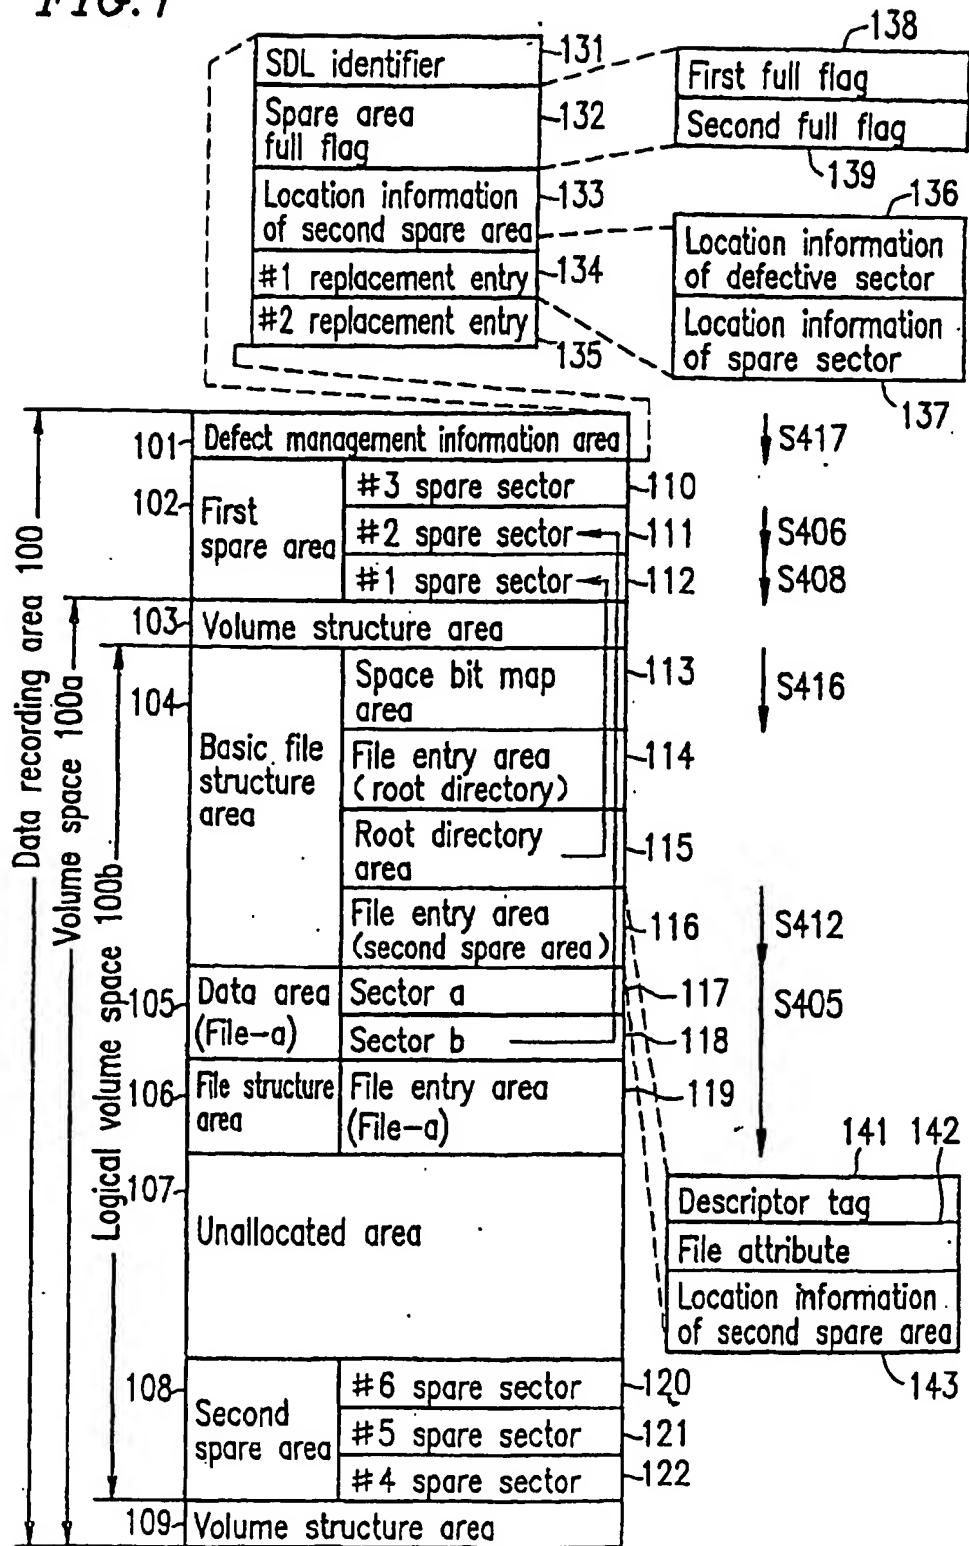 FIG. 1
SDL identifier
131
Spare area
full flag
132
Location information
of second spare area
133
#1 replacement entry
134
#2 replacement entry
135
138
First full flag
Second full flag
139
136
Location information
of defective sector
Location information
of spare sector
137
Data recording area 100
Volume space 100a
Logical volume space 100b
101
Defect management information area
S417
102
First
spare area
#3 spare sector
110
#2 spare sector
111
S406
#1 spare sector
112
S408
103
Volume structure area
104
Basic file
structure
area
Space bit map
area
113
S416
File entry area
(root directory)
114
Root directory
area
115
File entry area
(second spare area)
116
S412
105
Data area
(File-a)
Sector a
117
S405
Sector b
118
106
File structure
area
File entry area
(File-a)
119
107
Unallocated area
141 142
Descriptor tag
File attribute
Location information
of second spare area
143
108
Second
spare area
#6 spare sector
120
#5 spare sector
121
#4 spare sector
122
109
Volume structure area